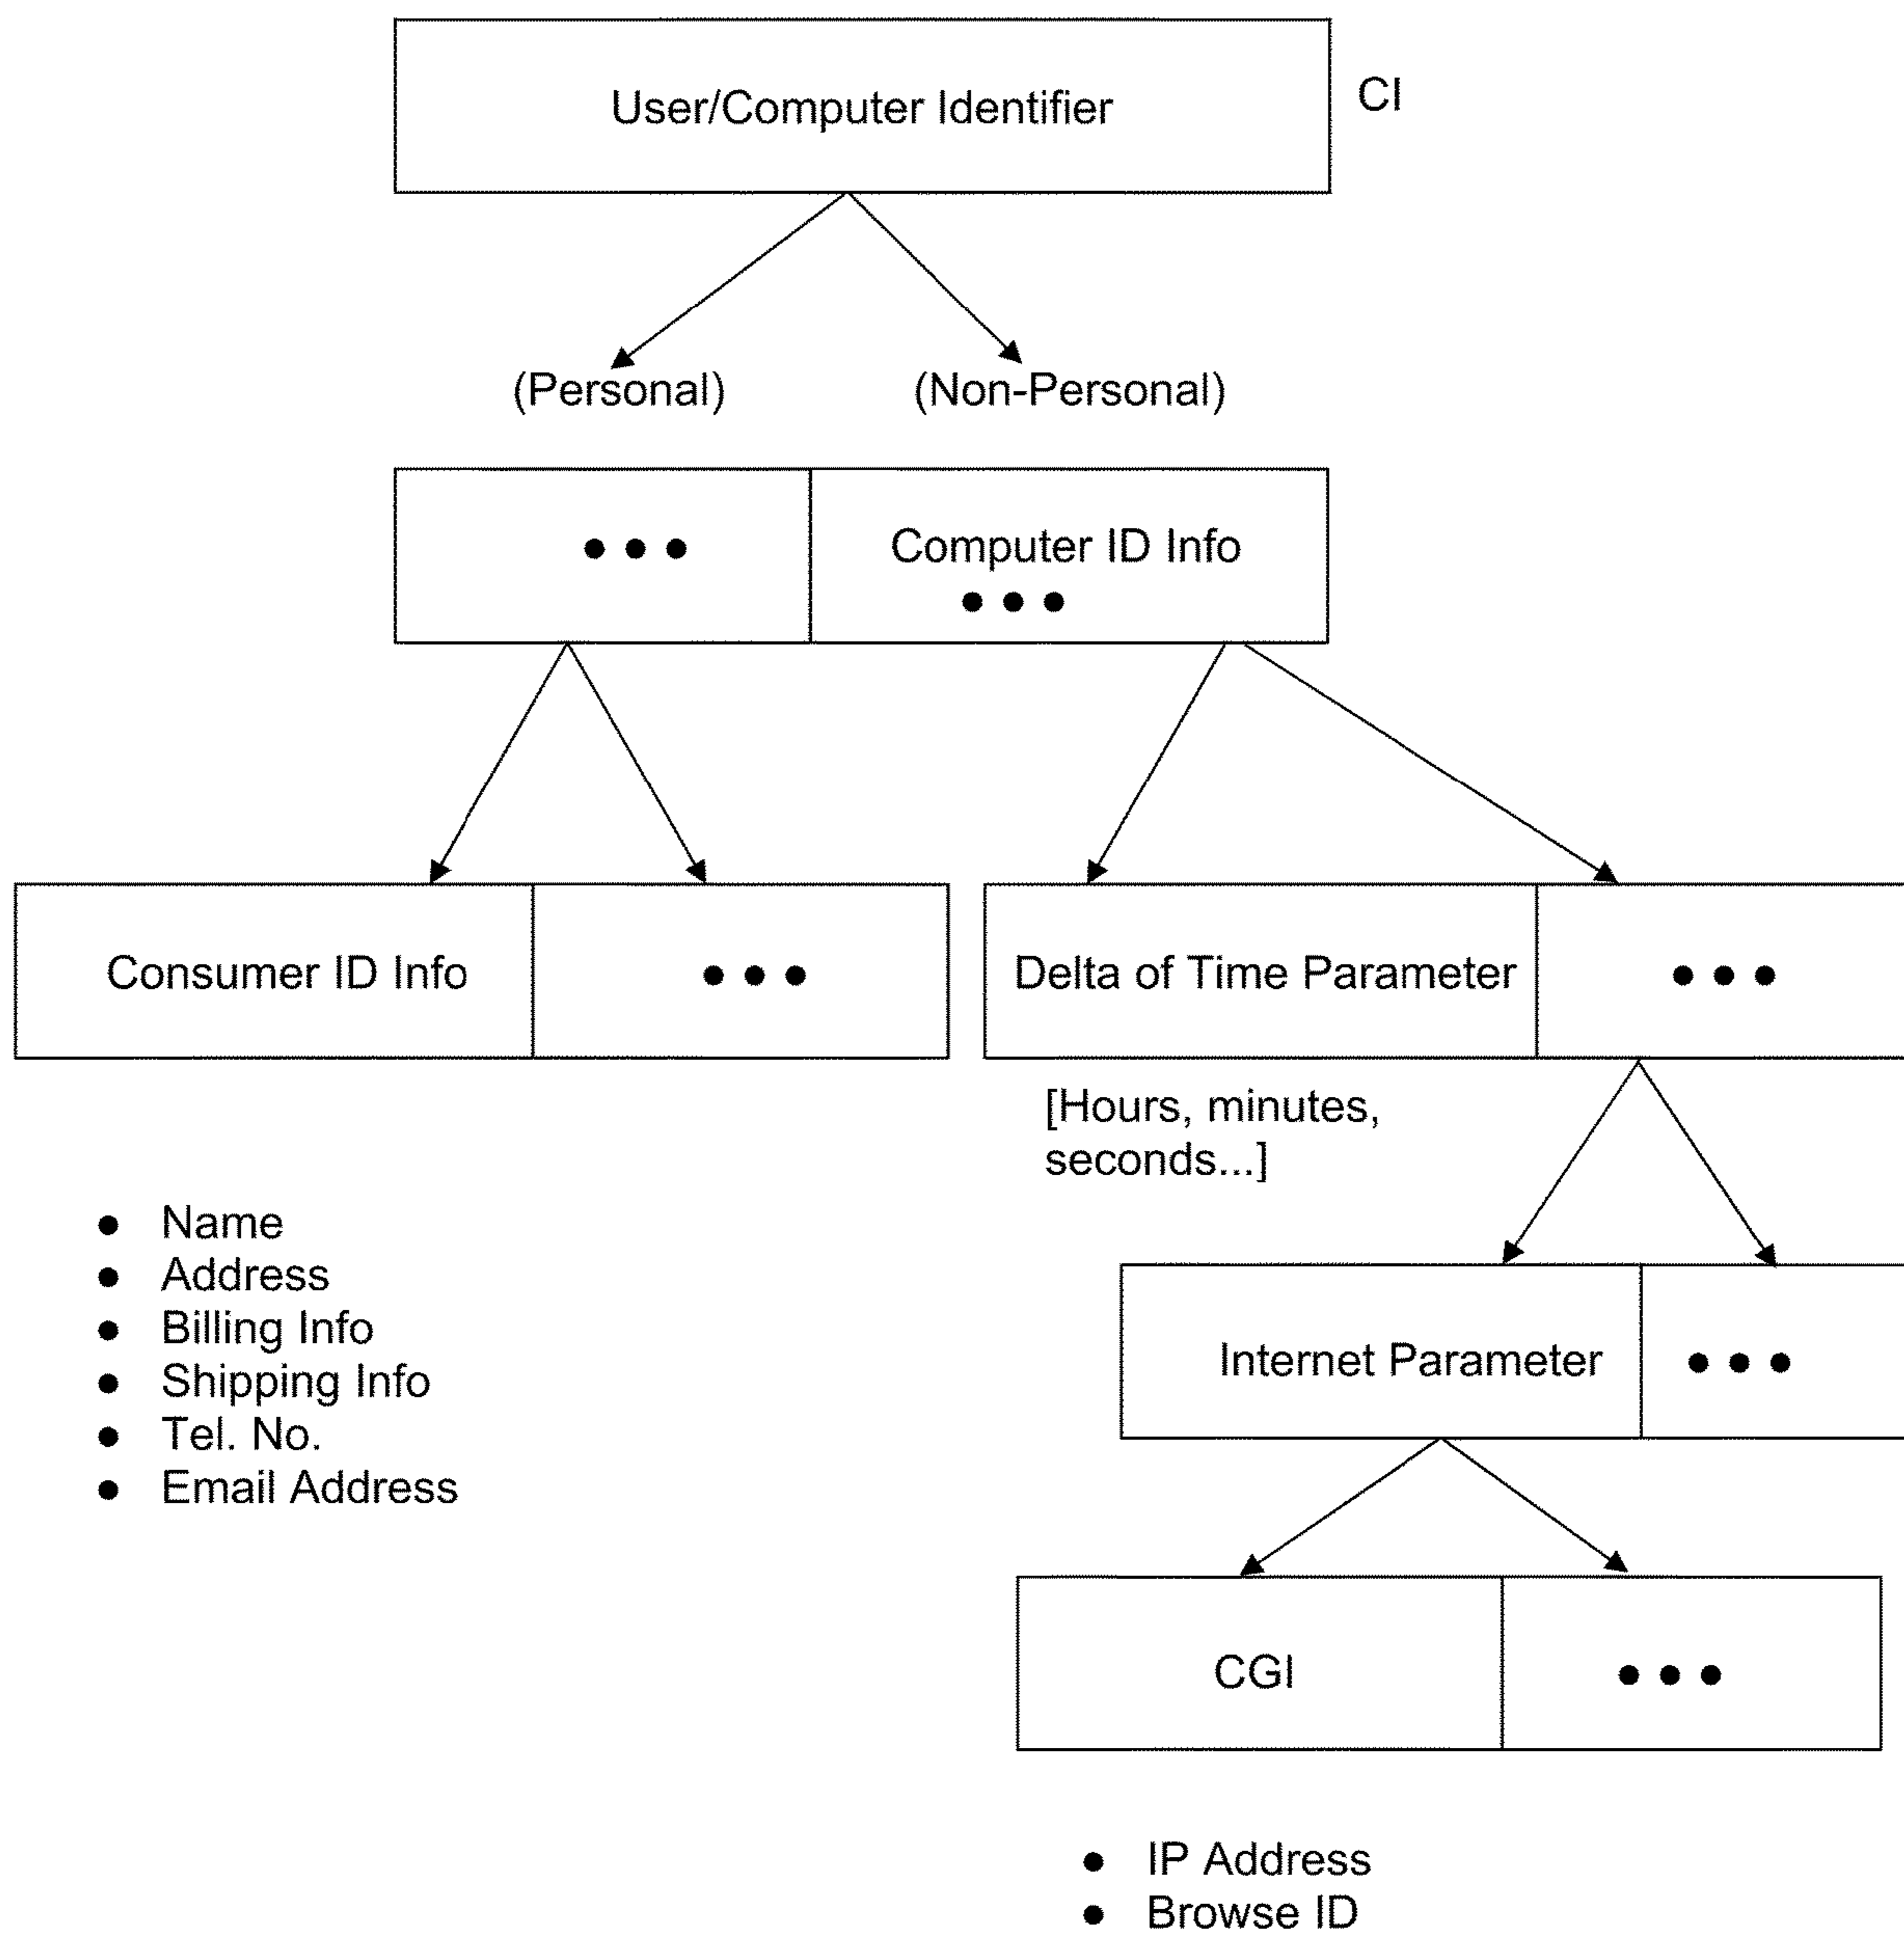 User/Computer Identifier
CI
(Personal)
(Non-Personal)
• • •
Computer ID Info
• • •
Consumer ID Info
• • •
Delta of Time Parameter
• • •
[Hours, minutes,
seconds...]
• Name
• Address
• Billing Info
• Shipping Info
• Tel. No.
• Email Address
Internet Parameter
• • •
CGI
• • •
• IP Address
• Browse ID